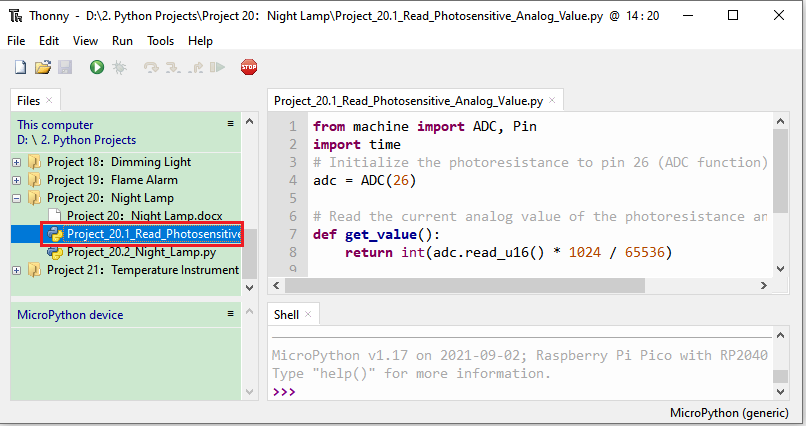 Thonny - D:\2. Python Projects\Project 20：Night Lamp\Project_20.1_Read_Photosensitive_Analog_Value.py @ 14 : 20
File Edit View Run Tools Help
STOP
Files
This computer
D: \ 2. Python Projects
Project 18：Dimming Light
Project 19：Flame Alarm
Project 20：Night Lamp
Project 20：Night Lamp.docx
Project_20.1_Read_Photosensitive
Project_20.2_Night_Lamp.py
Project 21：Temperature Instrument
MicroPython device
Project_20.1_Read_Photosensitive_Analog_Value.py
1 from machine import ADC, Pin
2 import time
3 # Initialize the photoresistance to pin 26 (ADC function)
4 adc = ADC(26)
5
6 # Read the current analog value of the photoresistance an
7 def get_value():
8 return int(adc.read_u16() * 1024 / 65536)
9
Shell
MicroPython v1.17 on 2021-09-02; Raspberry Pi Pico with RP2040
Type "help()" for more information.
>>>
MicroPython (generic)